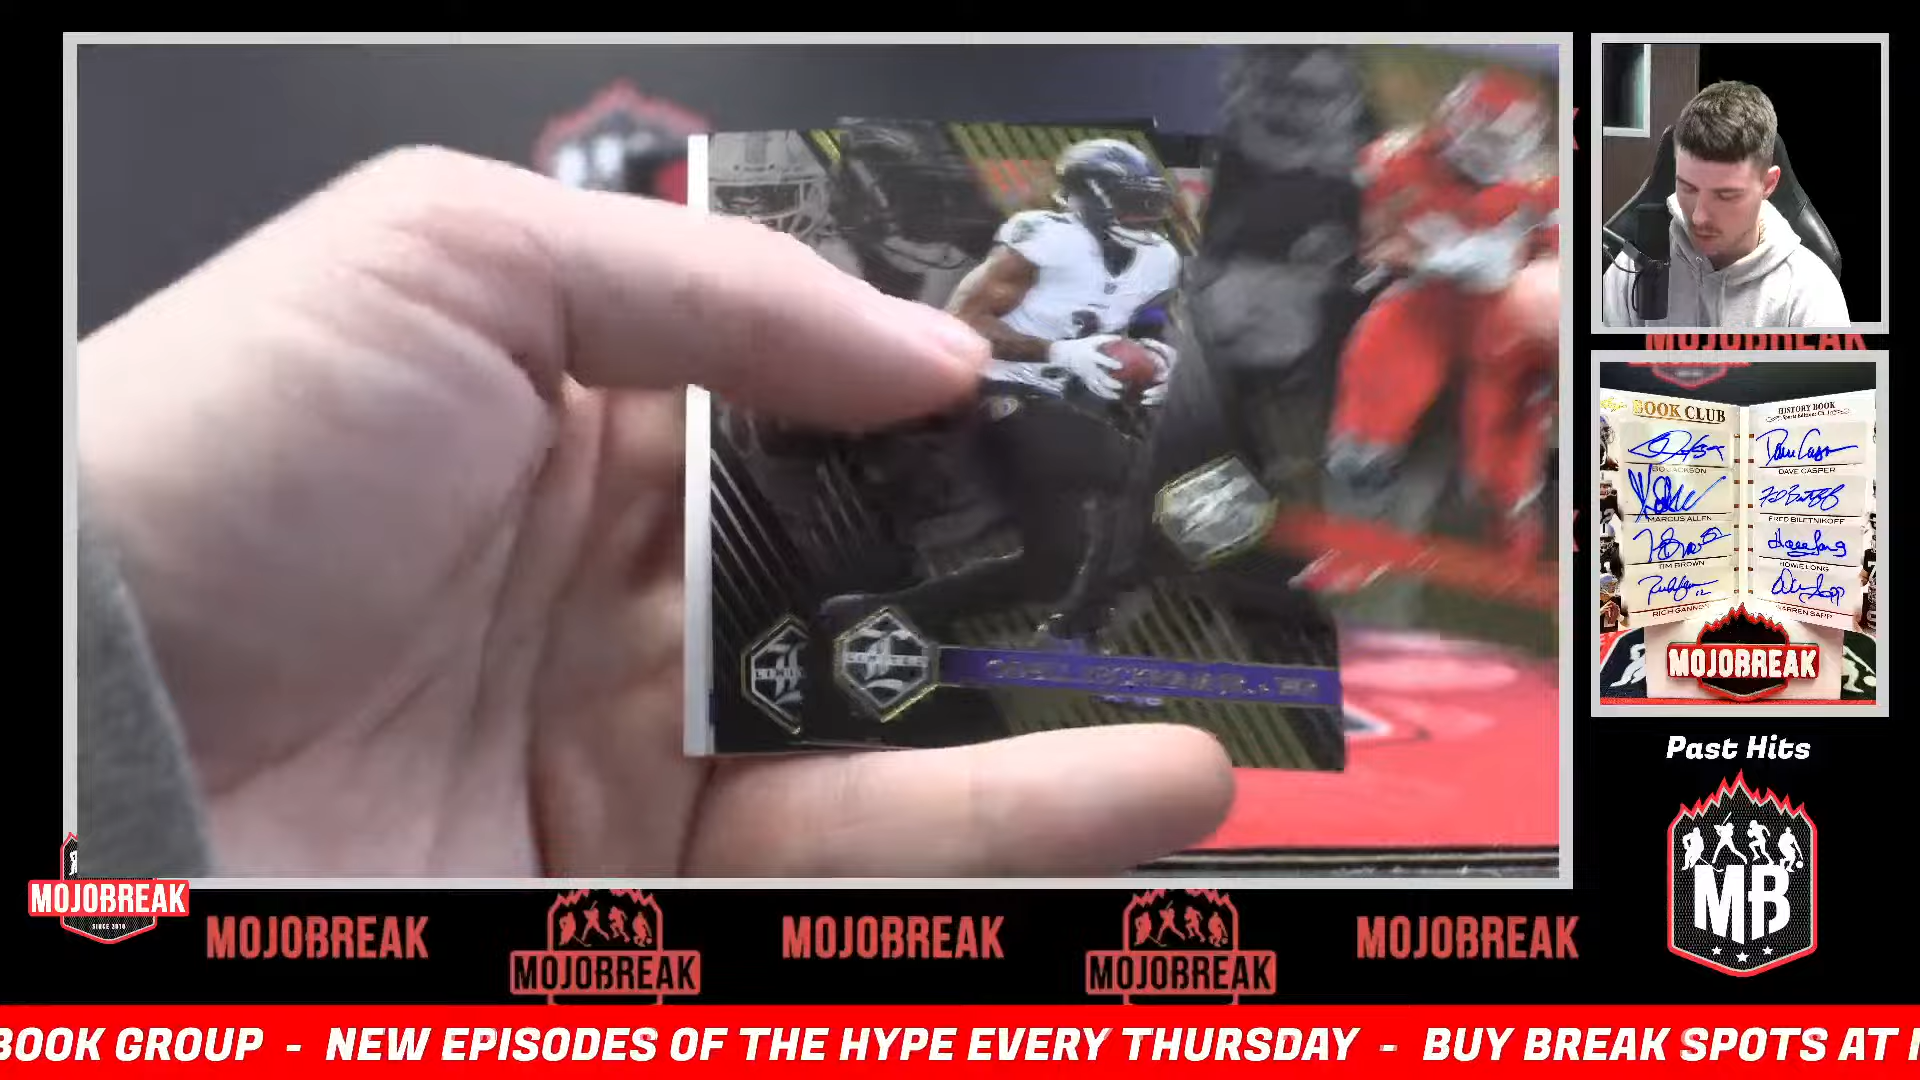 BOOK CLUB
HISTORY BOOK
BO JACKSON
DAVE CASPER
MARCUS ALLEN
FRED BILETNIKOFF
TIM BROWN
HOWIE LONG
RICH GANNON
WARREN SAPP
MOJOBREAK
Past Hits
MB
MOJOBREAK
SINCE 2010
MOJOBREAK
MOJOBREAK
MOJOBREAK
MOJOBREAK
MOJOBREAK
BOOK GROUP - NEW EPISODES OF THE HYPE EVERY THURSDAY - BUY BREAK SPOTS AT